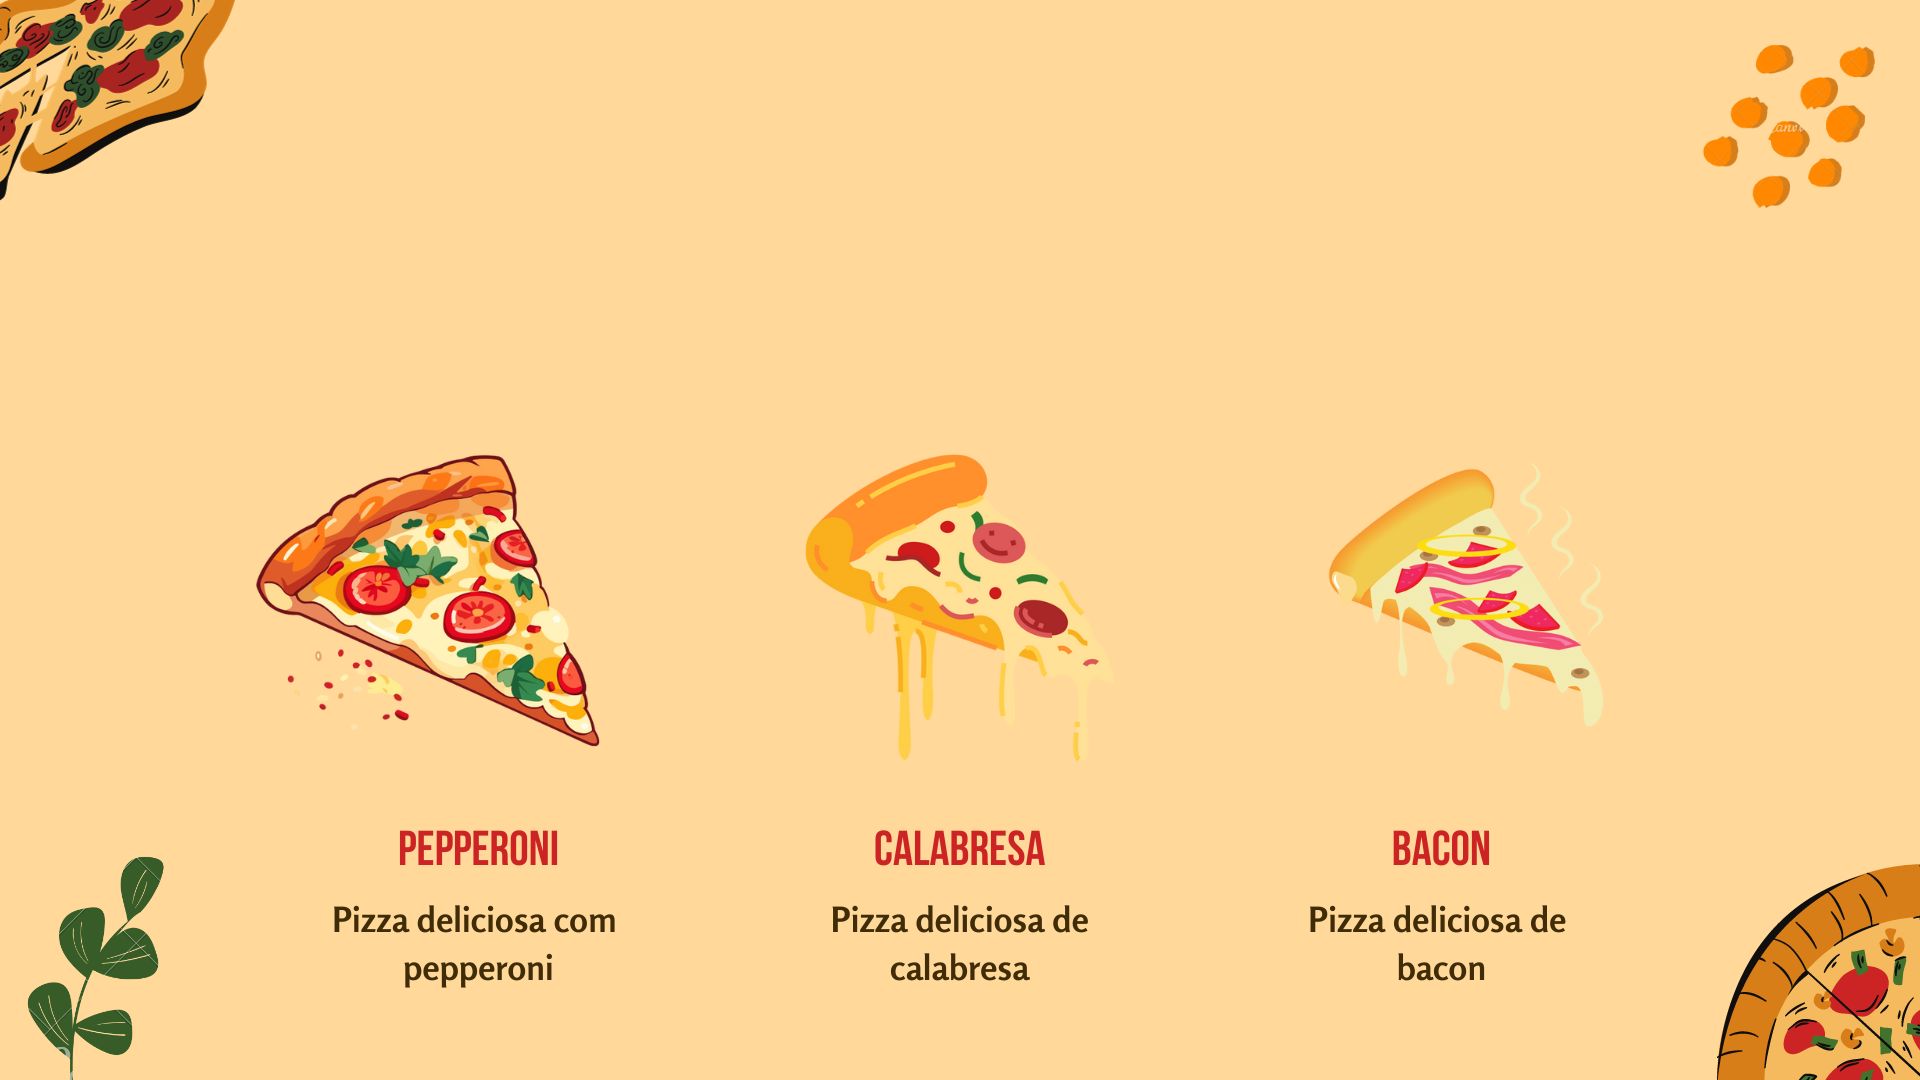 PEPPERONI
Pizza deliciosa com
pepperoni
CALABRESA
Pizza deliciosa de
calabresa
BACON
Pizza deliciosa de
bacon